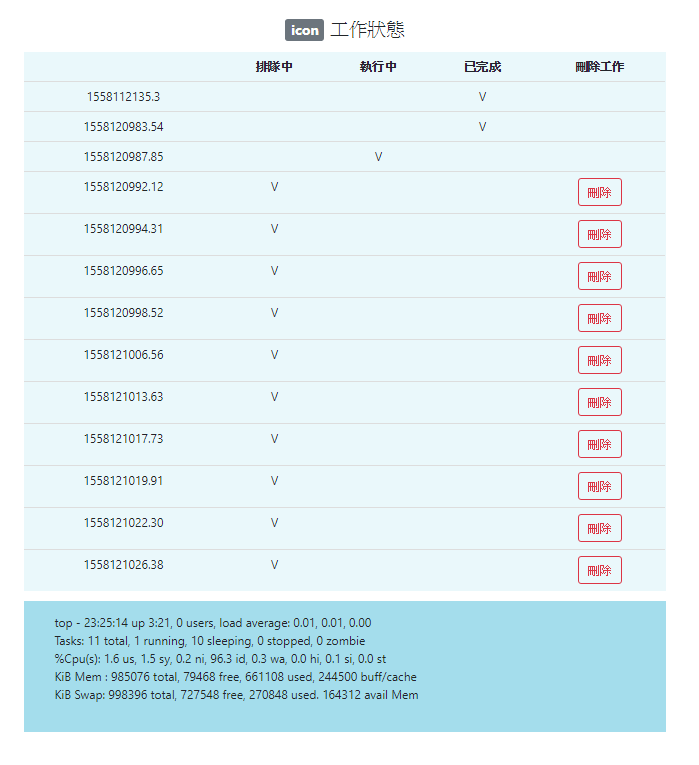 icon 工作狀態
排隊中 執行中 已完成 刪除工作
1558112135.3 V
1558120983.54 V
1558120987.85 V
1558120992.12 V 刪除
1558120994.31 V 刪除
1558120996.65 V 刪除
1558120998.52 V 刪除
1558121006.56 V 刪除
1558121013.63 V 刪除
1558121017.73 V 刪除
1558121019.91 V 刪除
1558121022.30 V 刪除
1558121026.38 V 刪除
top - 23:25:14 up 3:21, 0 users, load average: 0.01, 0.01, 0.00
Tasks: 11 total, 1 running, 10 sleeping, 0 stopped, 0 zombie
%Cpu(s): 1.6 us, 1.5 sy, 0.2 ni, 96.3 id, 0.3 wa, 0.0 hi, 0.1 si, 0.0 st
KiB Mem : 985076 total, 79468 free, 661108 used, 244500 buff/cache
KiB Swap: 998396 total, 727548 free, 270848 used. 164312 avail Mem